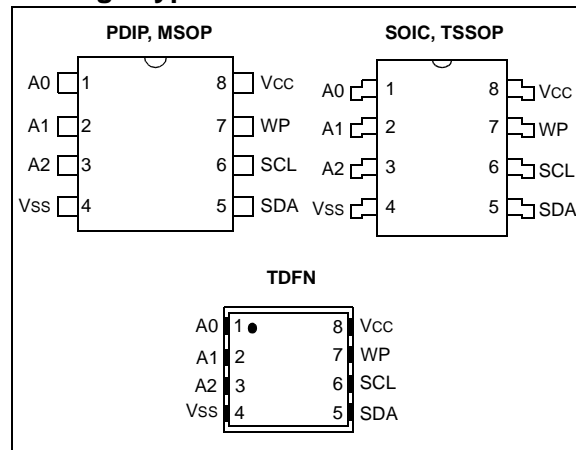 PDIP, MSOP
A0 1 8 VCC
A1 2 7 WP
A2 3 6 SCL
VSS 4 5 SDA
SOIC, TSSOP
A0 1 8 VCC
A1 2 7 WP
A2 3 6 SCL
VSS 4 5 SDA
TDFN
A0 1 8 VCC
A1 2 7 WP
A2 3 6 SCL
VSS 4 5 SDA